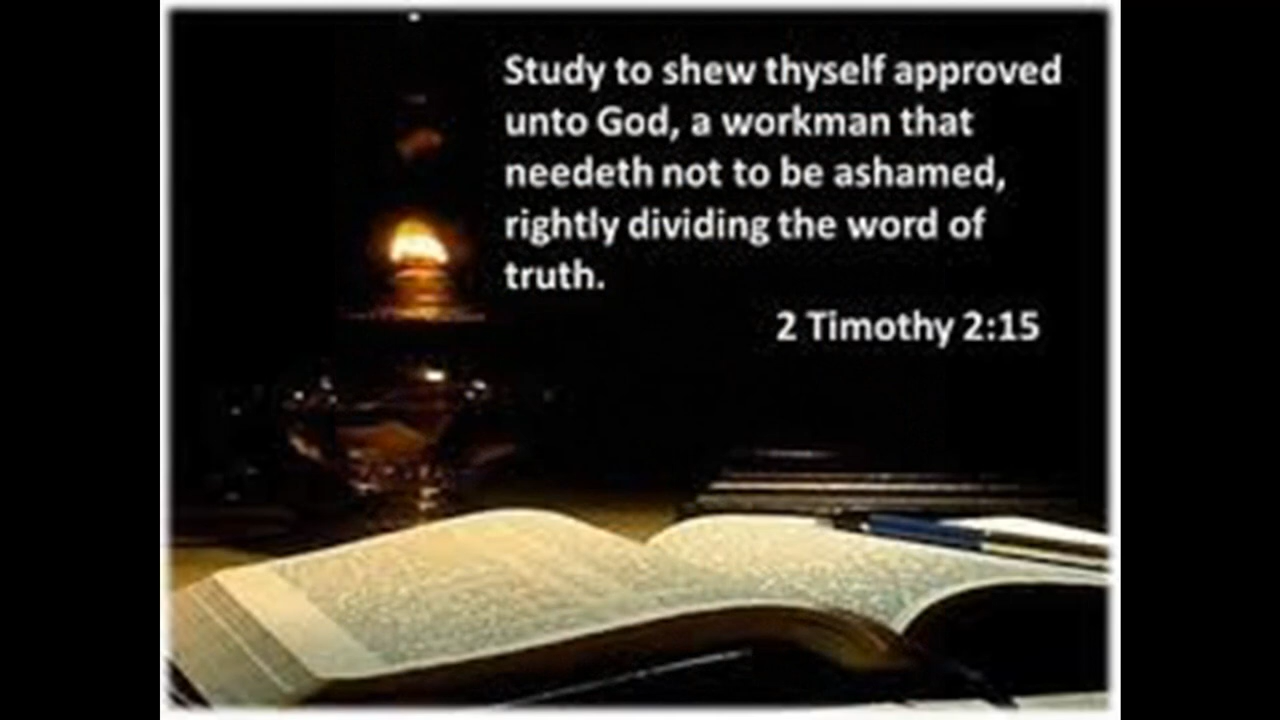 Study to shew thyself approved
unto God, a workman that
needeth not to be ashamed,
rightly dividing the word of
truth.
2 Timothy 2:15